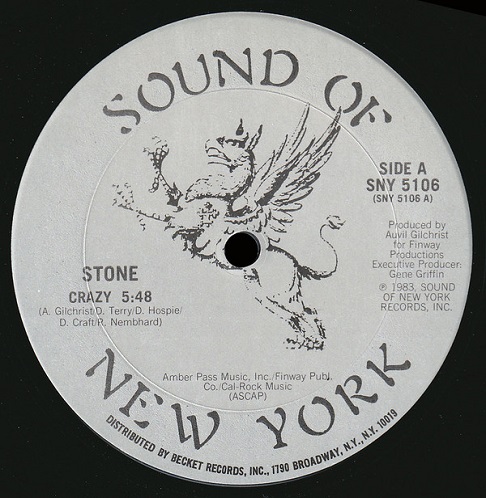 SOUND OF
NEW YORK
SIDE A
SNY 5106
(SNY 5106 A)
Produced by
Auvil Gilchrist
for Finway
Productions
Executive Producer:
Gene Griffin
℗ 1983, SOUND
OF NEW YORK
RECORDS, INC.
STONE
CRAZY 5:48
(A. Gilchrist/D. Terry/D. Hospie/
D. Craft/R. Nembhard)
Amber Pass Music, Inc./Finway Publ.
Co./Cal-Rock Music
(ASCAP)
DISTRIBUTED BY BECKET RECORDS, INC., 1790 BROADWAY, N.Y., N.Y. 10019